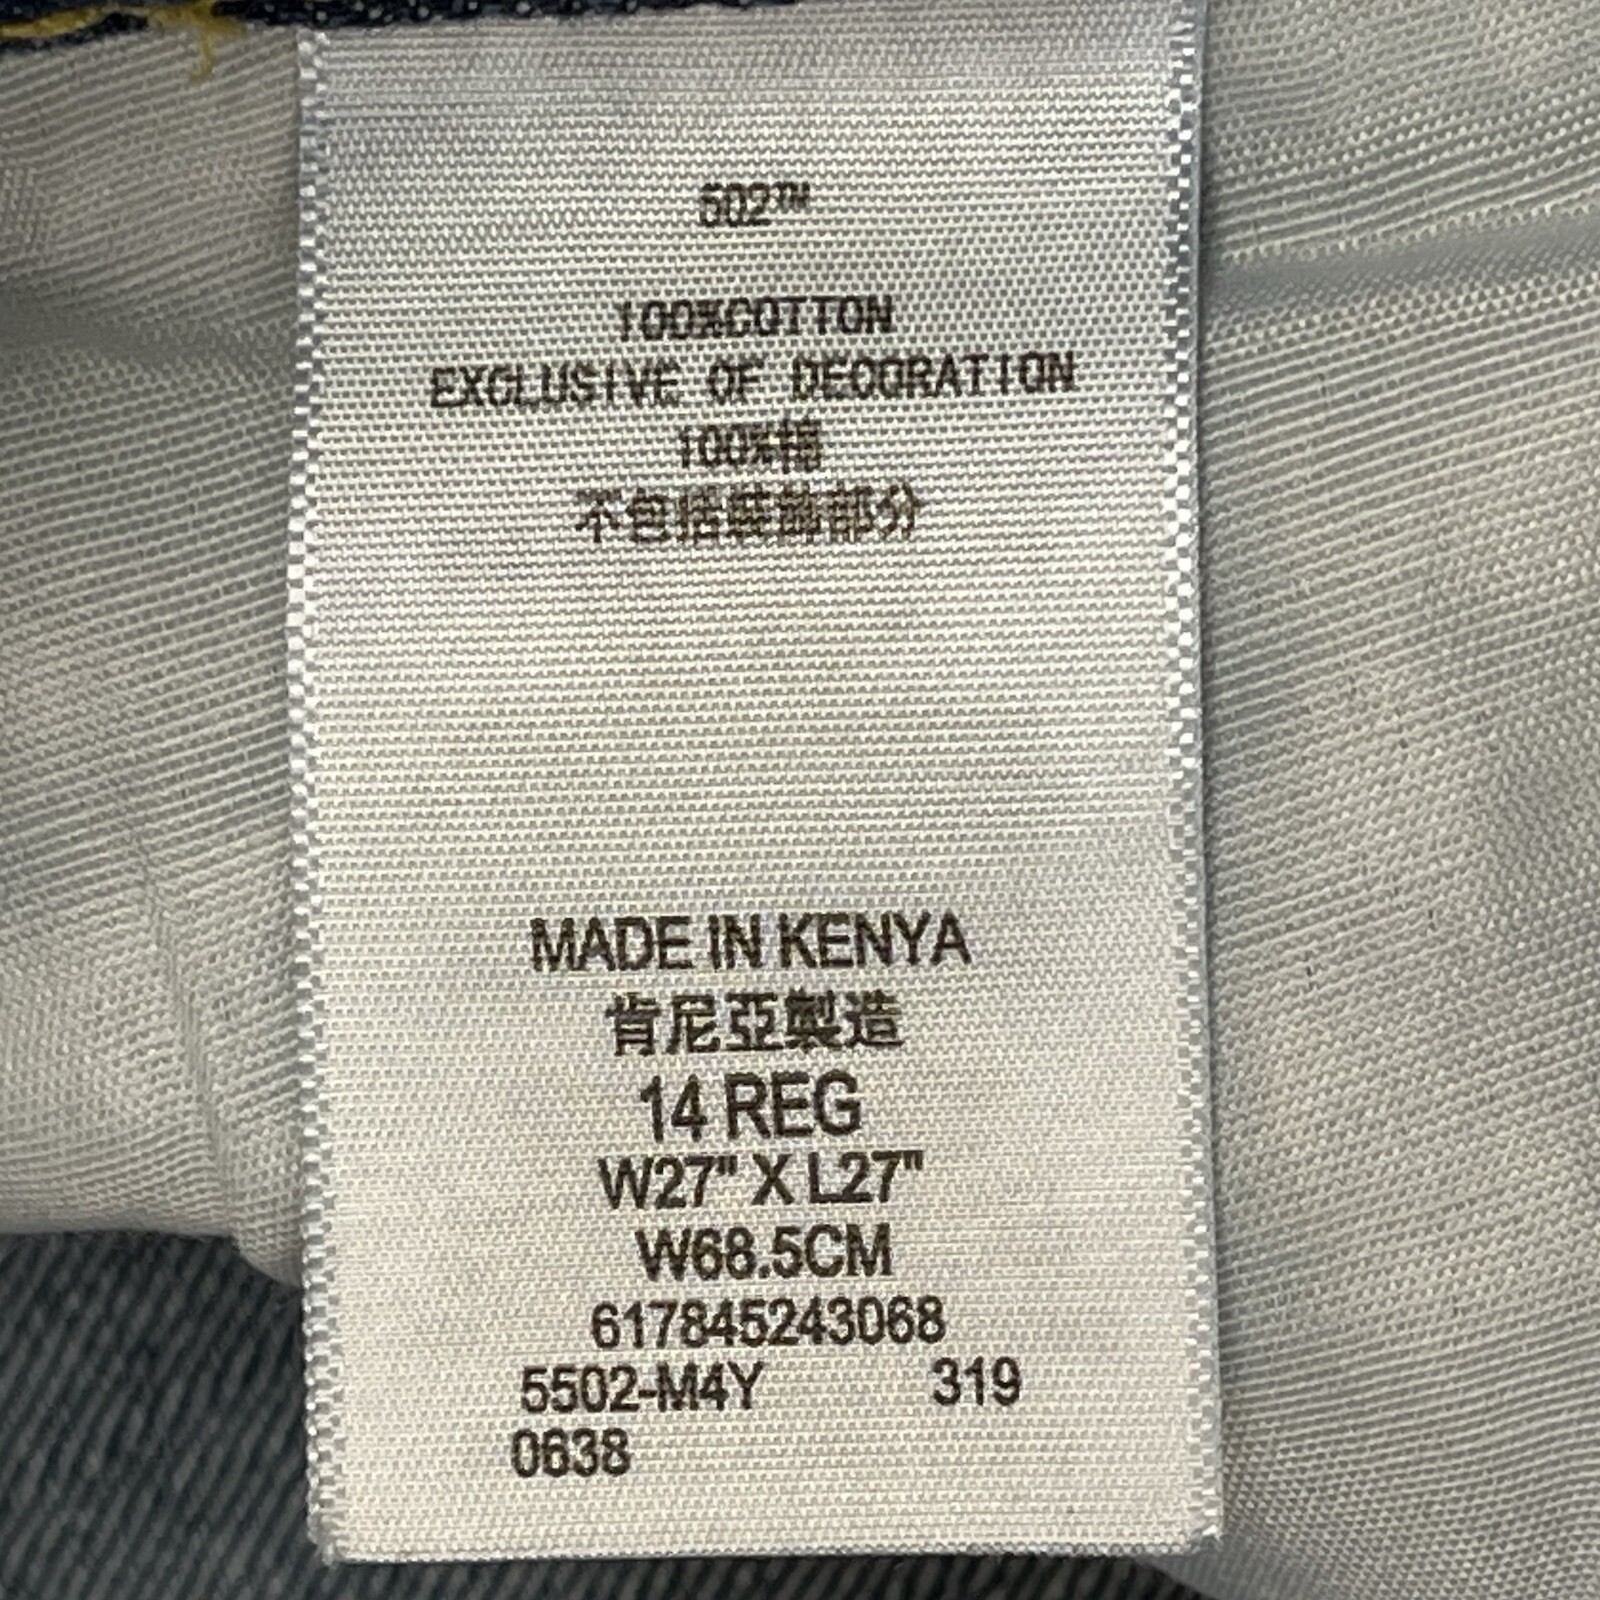 502™
100%COTTON
EXCLUSIVE OF DECORATION
100%棉
不包括裝飾部分
MADE IN KENYA
肯尼亞製造
14 REG
W27" X L27"
W68.5CM
617845243068
5502-M4Y 319
0638